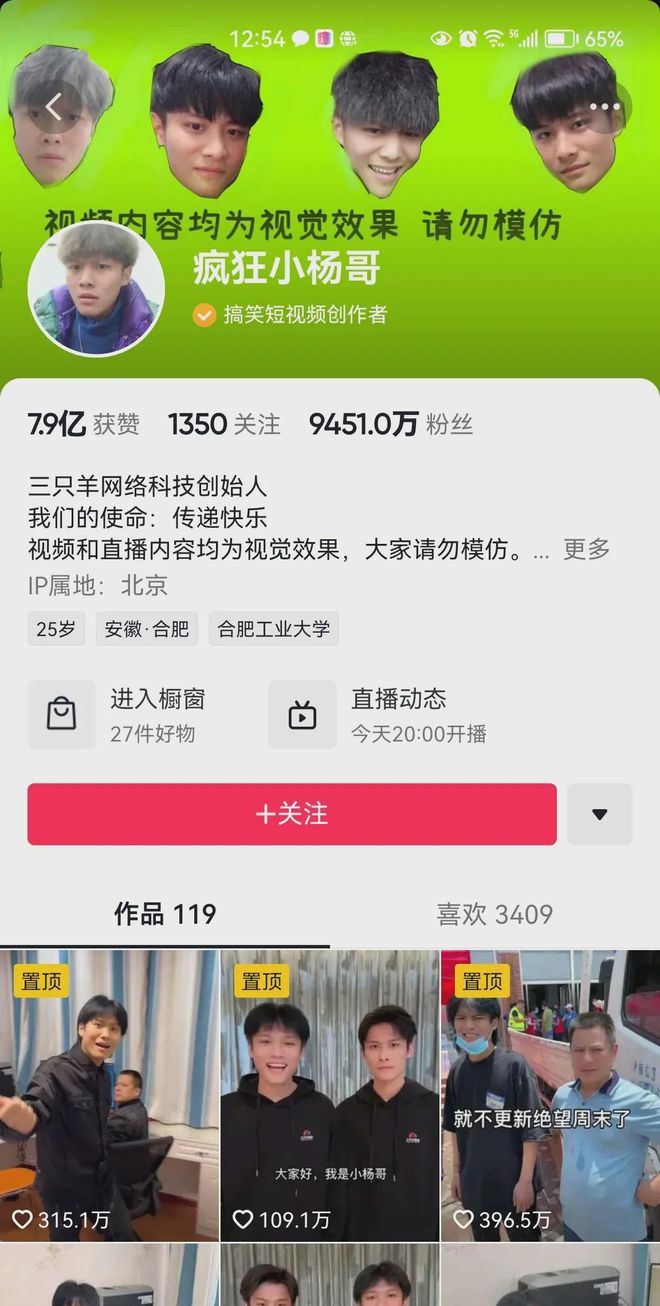 12:54
5G
65%
视频内容均为视觉效果 请勿模仿
疯狂小杨哥
搞笑短视频创作者
7.9亿 获赞 1350 关注 9451.0万 粉丝
三只羊网络科技创始人
我们的使命：传递快乐
视频和直播内容均为视觉效果，大家请勿模仿。... 更多
IP属地：北京
25岁 安徽·合肥 合肥工业大学
进入橱窗
27件好物
直播动态
今天20:00开播
+关注
作品 119 喜欢 3409
置顶
315.1万
置顶
大家好，我是小杨哥
109.1万
置顶
就不更新绝望周末了
396.5万